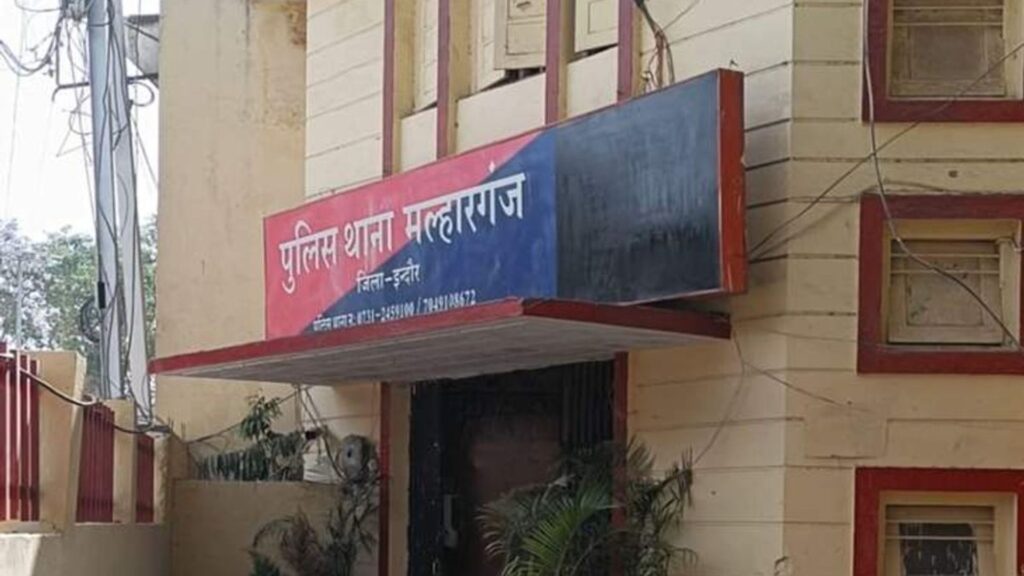 पुलिस थाना मल्हारगंज
जिला-इन्दौर
पुलिस थाना न: 0731-2459100 / 7049108672